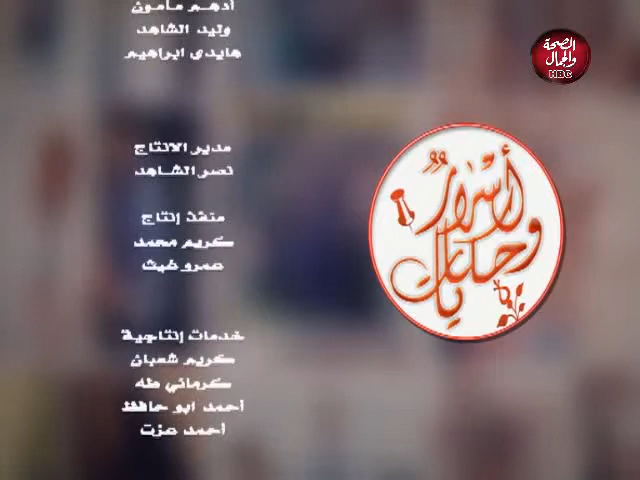 أدهم مأمون
وليد الشاهد
هايدى ابراهيم
مدير الانتاج
نصر الشاهد
منفذ إنتاج
كريم محمد
عمرو غيث
خدمات إنتاجية
كريم شعبان
كرماني طه
أحمد ابو حافظ
أحمد عزت
الصحة
والجمال
HBC
أسرار
وحكايات